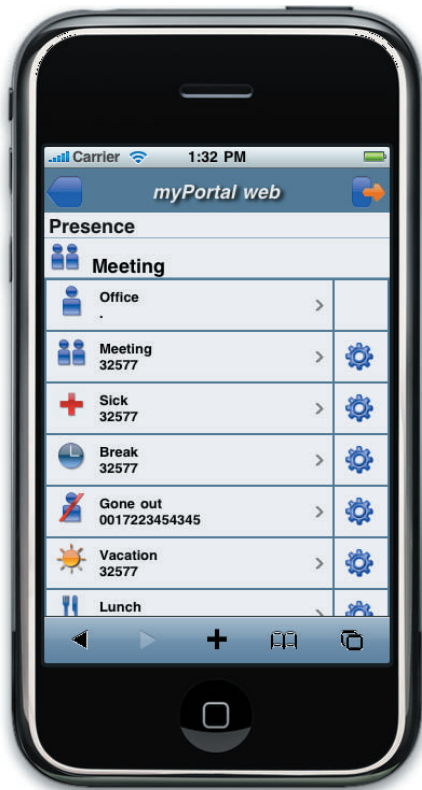 Carrier 1:32 PM
myPortal web
Presence
Meeting
Office
.
Meeting
32577
Sick
32577
Break
32577
Gone out
0017223454345
Vacation
32577
Lunch